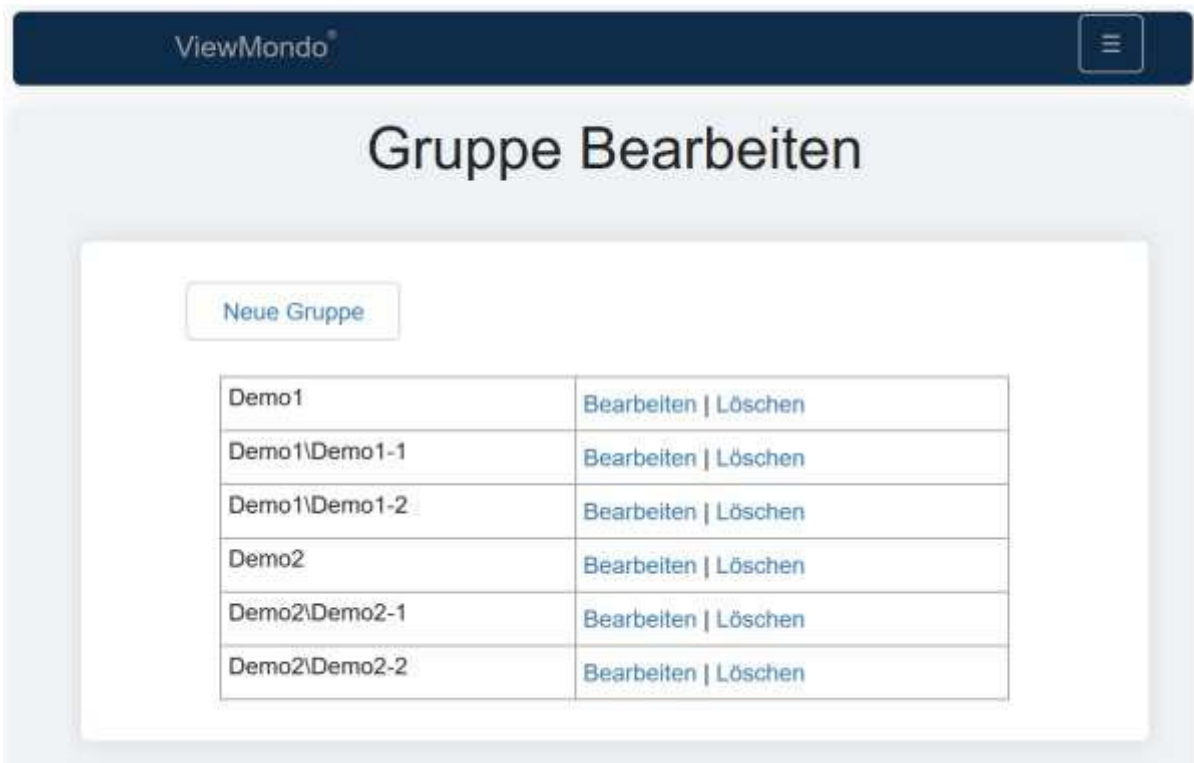 ViewMondo®
☰
Gruppe Bearbeiten
Neue Gruppe
Demo1 Bearbeiten | Löschen
Demo1\Demo1-1 Bearbeiten | Löschen
Demo1\Demo1-2 Bearbeiten | Löschen
Demo2 Bearbeiten | Löschen
Demo2\Demo2-1 Bearbeiten | Löschen
Demo2\Demo2-2 Bearbeiten | Löschen